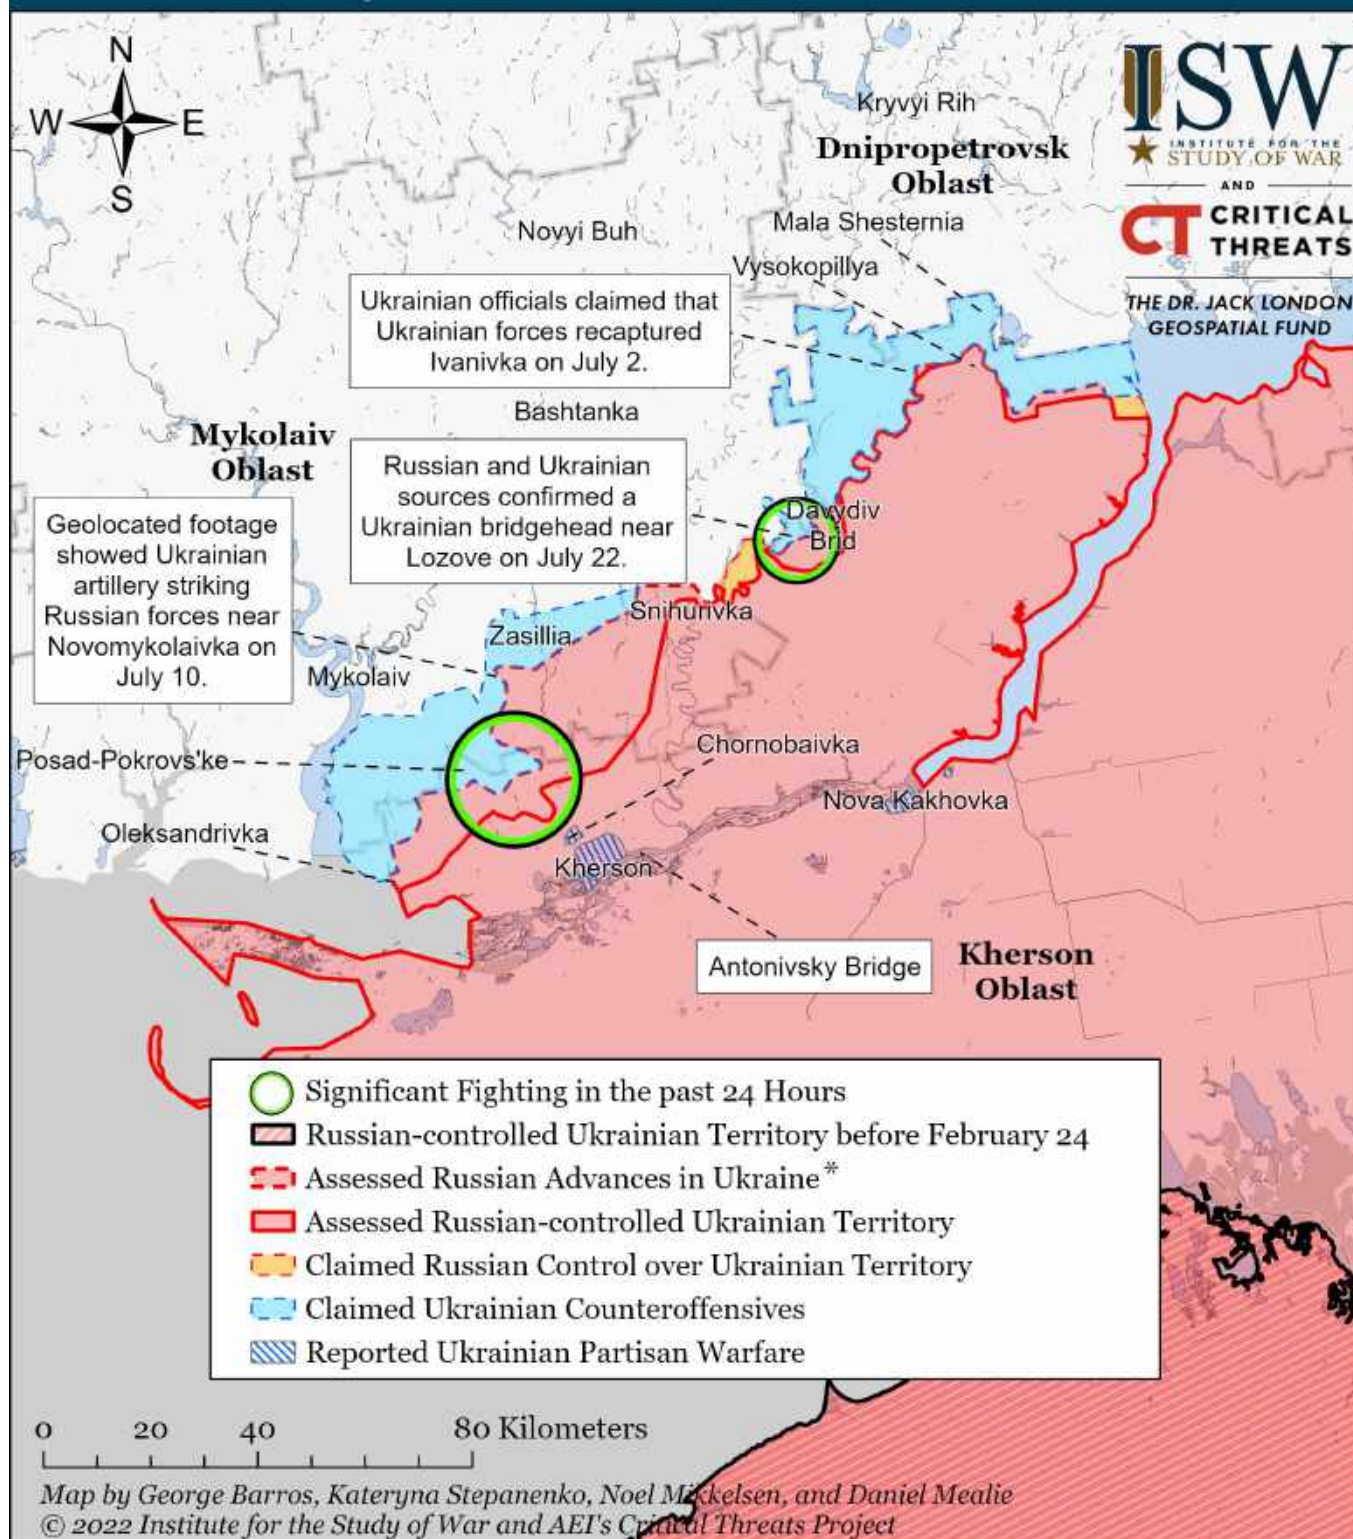 N
W E
S
ISW
INSTITUTE FOR THE
STUDY OF WAR
AND
CT CRITICAL
THREATS
THE DR. JACK LONDON
GEOSPATIAL FUND
Kryvyi Rih
Dnipropetrovsk
Oblast
Mala Shesternia
Novyi Buh
Vysokopillya
Ukrainian officials claimed that
Ukrainian forces recaptured
Ivanivka on July 2.
Bashtanka
Mykolaiv
Oblast
Russian and Ukrainian
sources confirmed a
Ukrainian bridgehead near
Lozove on July 22.
Geolocated footage
showed Ukrainian
artillery striking
Russian forces near
Novomykolaivka on
July 10.
Davydiv
Brid
Snihurivka
Zasillia
Mykolaiv
Chornobaivka
Posad-Pokrovs'ke
Nova Kakhovka
Oleksandrivka
Kherson
Antonivsky Bridge
Kherson
Oblast
Significant Fighting in the past 24 Hours
Russian-controlled Ukrainian Territory before February 24
Assessed Russian Advances in Ukraine*
Assessed Russian-controlled Ukrainian Territory
Claimed Russian Control over Ukrainian Territory
Claimed Ukrainian Counteroffensives
Reported Ukrainian Partisan Warfare
0 20 40 80 Kilometers
Map by George Barros, Kateryna Stepanenko, Noel Mikkelsen, and Daniel Mealie
© 2022 Institute for the Study of War and AEI's Critical Threats Project